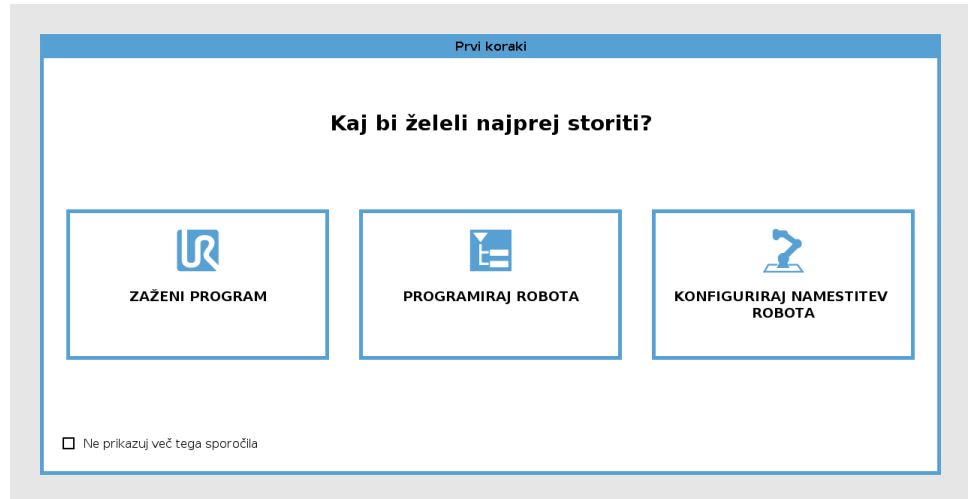 Prvi koraki
Kaj bi želeli najprej storiti?
ZAŽENI PROGRAM
PROGRAMIRAJ ROBOTA
KONFIGURIRAJ NAMESTITEV
ROBOTA
Ne prikazuj več tega sporočila